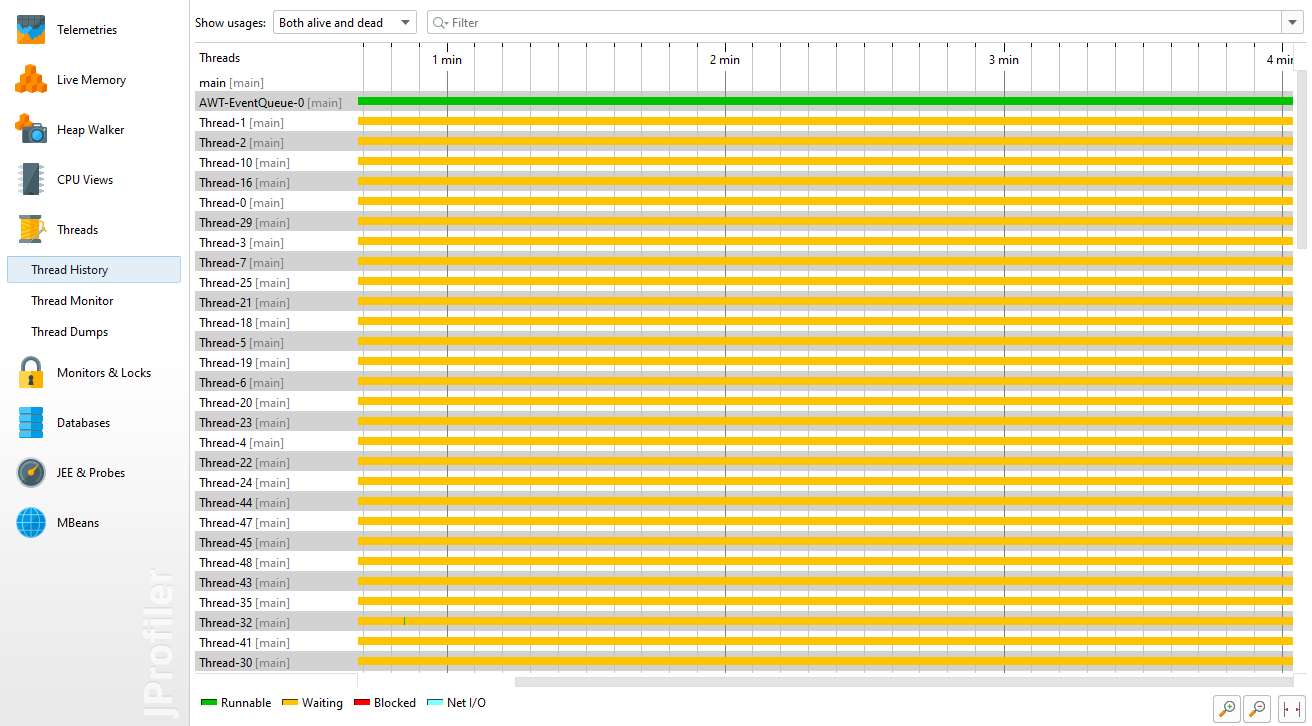 Telemetries
Live Memory
Heap Walker
CPU Views
Threads
Thread History
Thread Monitor
Thread Dumps
Monitors & Locks
Databases
JEE & Probes
MBeans
JProfiler
Show usages: Both alive and dead Filter
Threads 1 min 2 min 3 min 4 min
main [main]
AWT-EventQueue-0 [main]
Thread-1 [main]
Thread-2 [main]
Thread-10 [main]
Thread-16 [main]
Thread-0 [main]
Thread-29 [main]
Thread-3 [main]
Thread-7 [main]
Thread-25 [main]
Thread-21 [main]
Thread-18 [main]
Thread-5 [main]
Thread-19 [main]
Thread-6 [main]
Thread-20 [main]
Thread-23 [main]
Thread-4 [main]
Thread-22 [main]
Thread-24 [main]
Thread-44 [main]
Thread-47 [main]
Thread-45 [main]
Thread-48 [main]
Thread-43 [main]
Thread-35 [main]
Thread-32 [main]
Thread-41 [main]
Thread-30 [main]
Runnable Waiting Blocked Net I/O